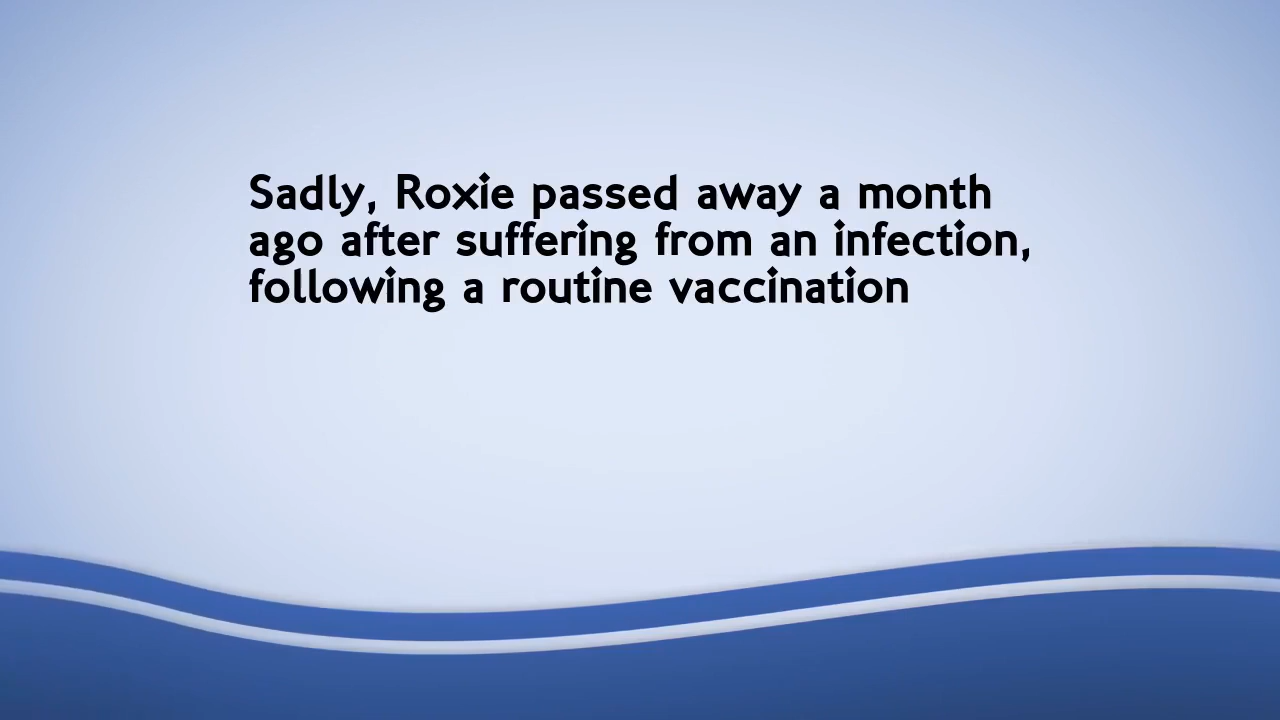 Sadly, Roxie passed away a month
ago after suffering from an infection,
following a routine vaccination